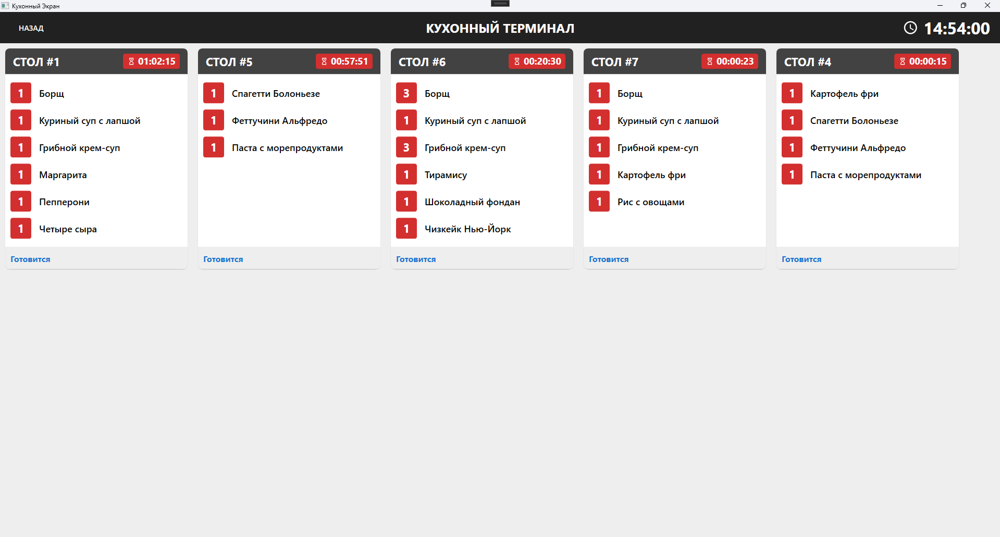 Кухонный Экран
НАЗАД
КУХОННЫЙ ТЕРМИНАЛ
14:54:00
СТОЛ #1
01:02:15
1 Борщ
1 Куриный суп с лапшой
1 Грибной крем-суп
1 Маргарита
1 Пепперони
1 Четыре сыра
Готовится
СТОЛ #5
00:57:51
1 Спагетти Болоньезе
1 Феттучини Альфредо
1 Паста с морепродуктами
Готовится
СТОЛ #6
00:20:30
3 Борщ
1 Куриный суп с лапшой
3 Грибной крем-суп
1 Тирамису
1 Шоколадный фондан
1 Чизкейк Нью-Йорк
Готовится
СТОЛ #7
00:00:23
1 Борщ
1 Куриный суп с лапшой
1 Грибной крем-суп
1 Картофель фри
1 Рис с овощами
Готовится
СТОЛ #4
00:00:15
1 Картофель фри
1 Спагетти Болоньезе
1 Феттучини Альфредо
1 Паста с морепродуктами
Готовится